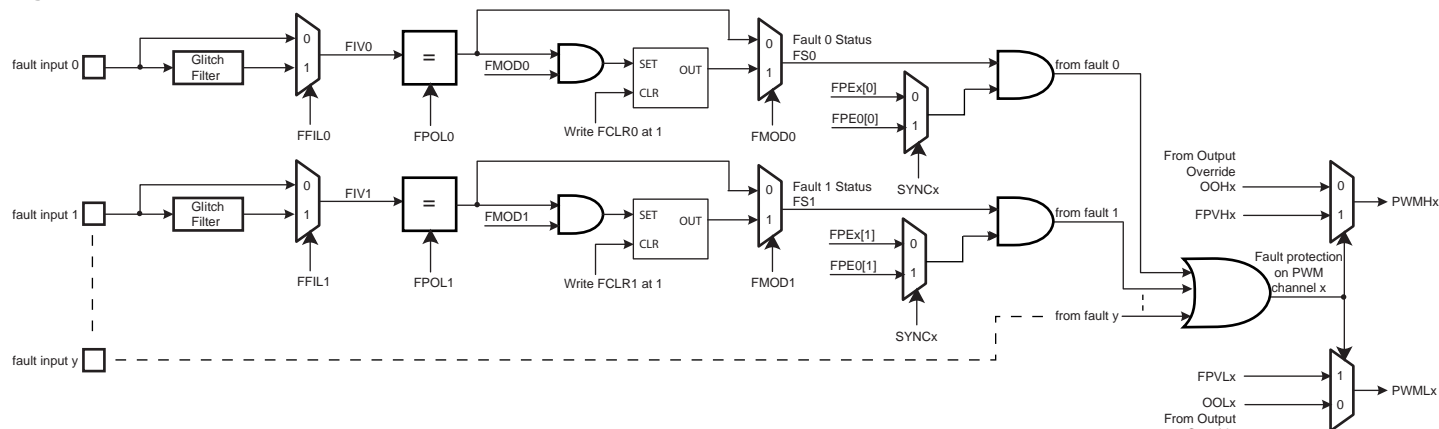 fault input 0
Glitch
Filter
0
1
FFIL0
FIV0
=
FPOL0
FMOD0
SET
OUT
CLR
Write FCLR0 at 1
0
1
FMOD0
Fault 0 Status
FS0
FPEx[0]
FPE0[0]
0
1
SYNCx
from fault 0
fault input 1
Glitch
Filter
0
1
FFIL1
FIV1
=
FPOL1
FMOD1
SET
OUT
CLR
Write FCLR1 at 1
0
1
FMOD1
Fault 1 Status
FS1
FPEx[1]
FPE0[1]
0
1
SYNCx
from fault 1
fault input y
from fault y
From Output
Override
OOHx
FPVHx
0
1
PWMHx
Fault protection
on PWM
channel x
FPVLx
OOLx
From Output
1
0
PWMLx